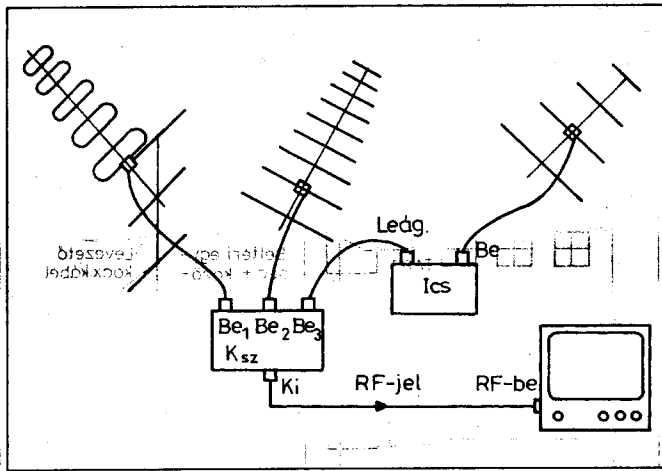 Leág.
Be
Ics
Be₁ Be₂ Be₃
Ksz
Ki
RF-jel
RF-be